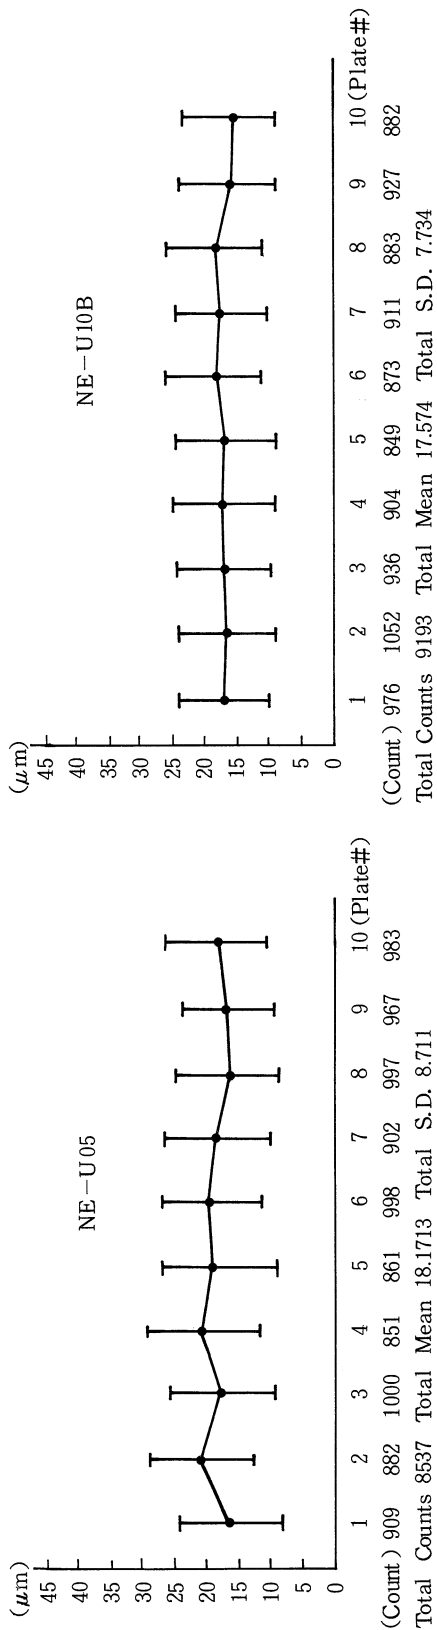 NE-U05
(μm)
45
40
35
30
25
20
15
10
5
0
1 2 3 4 5 6 7 8 9 10 (Plate#)
(Count) 909 882 1000 851 861 998 902 997 967 983
Total Counts 8537 Total Mean 18.1713 Total S.D. 8.711
NE-U10B
(μm)
45
40
35
30
25
20
15
10
5
0
1 2 3 4 5 6 7 8 9 10 (Plate#)
(Count) 976 1052 936 904 849 873 911 883 927 882
Total Counts 9193 Total Mean 17.574 Total S.D. 7.734